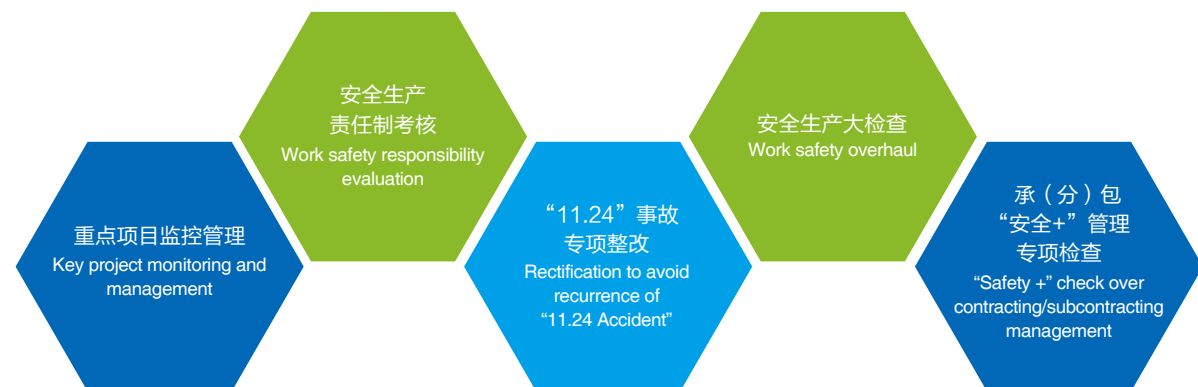 重点项目监控管理
Key project monitoring and
management
安全生产
责任制考核
Work safety responsibility
evaluation
“11.24”事故
专项整改
Rectification to avoid
recurrence of
“11.24 Accident”
安全生产大检查
Work safety overhaul
承（分）包
“安全+”管理
专项检查
“Safety +” check over
contracting/subcontracting
management